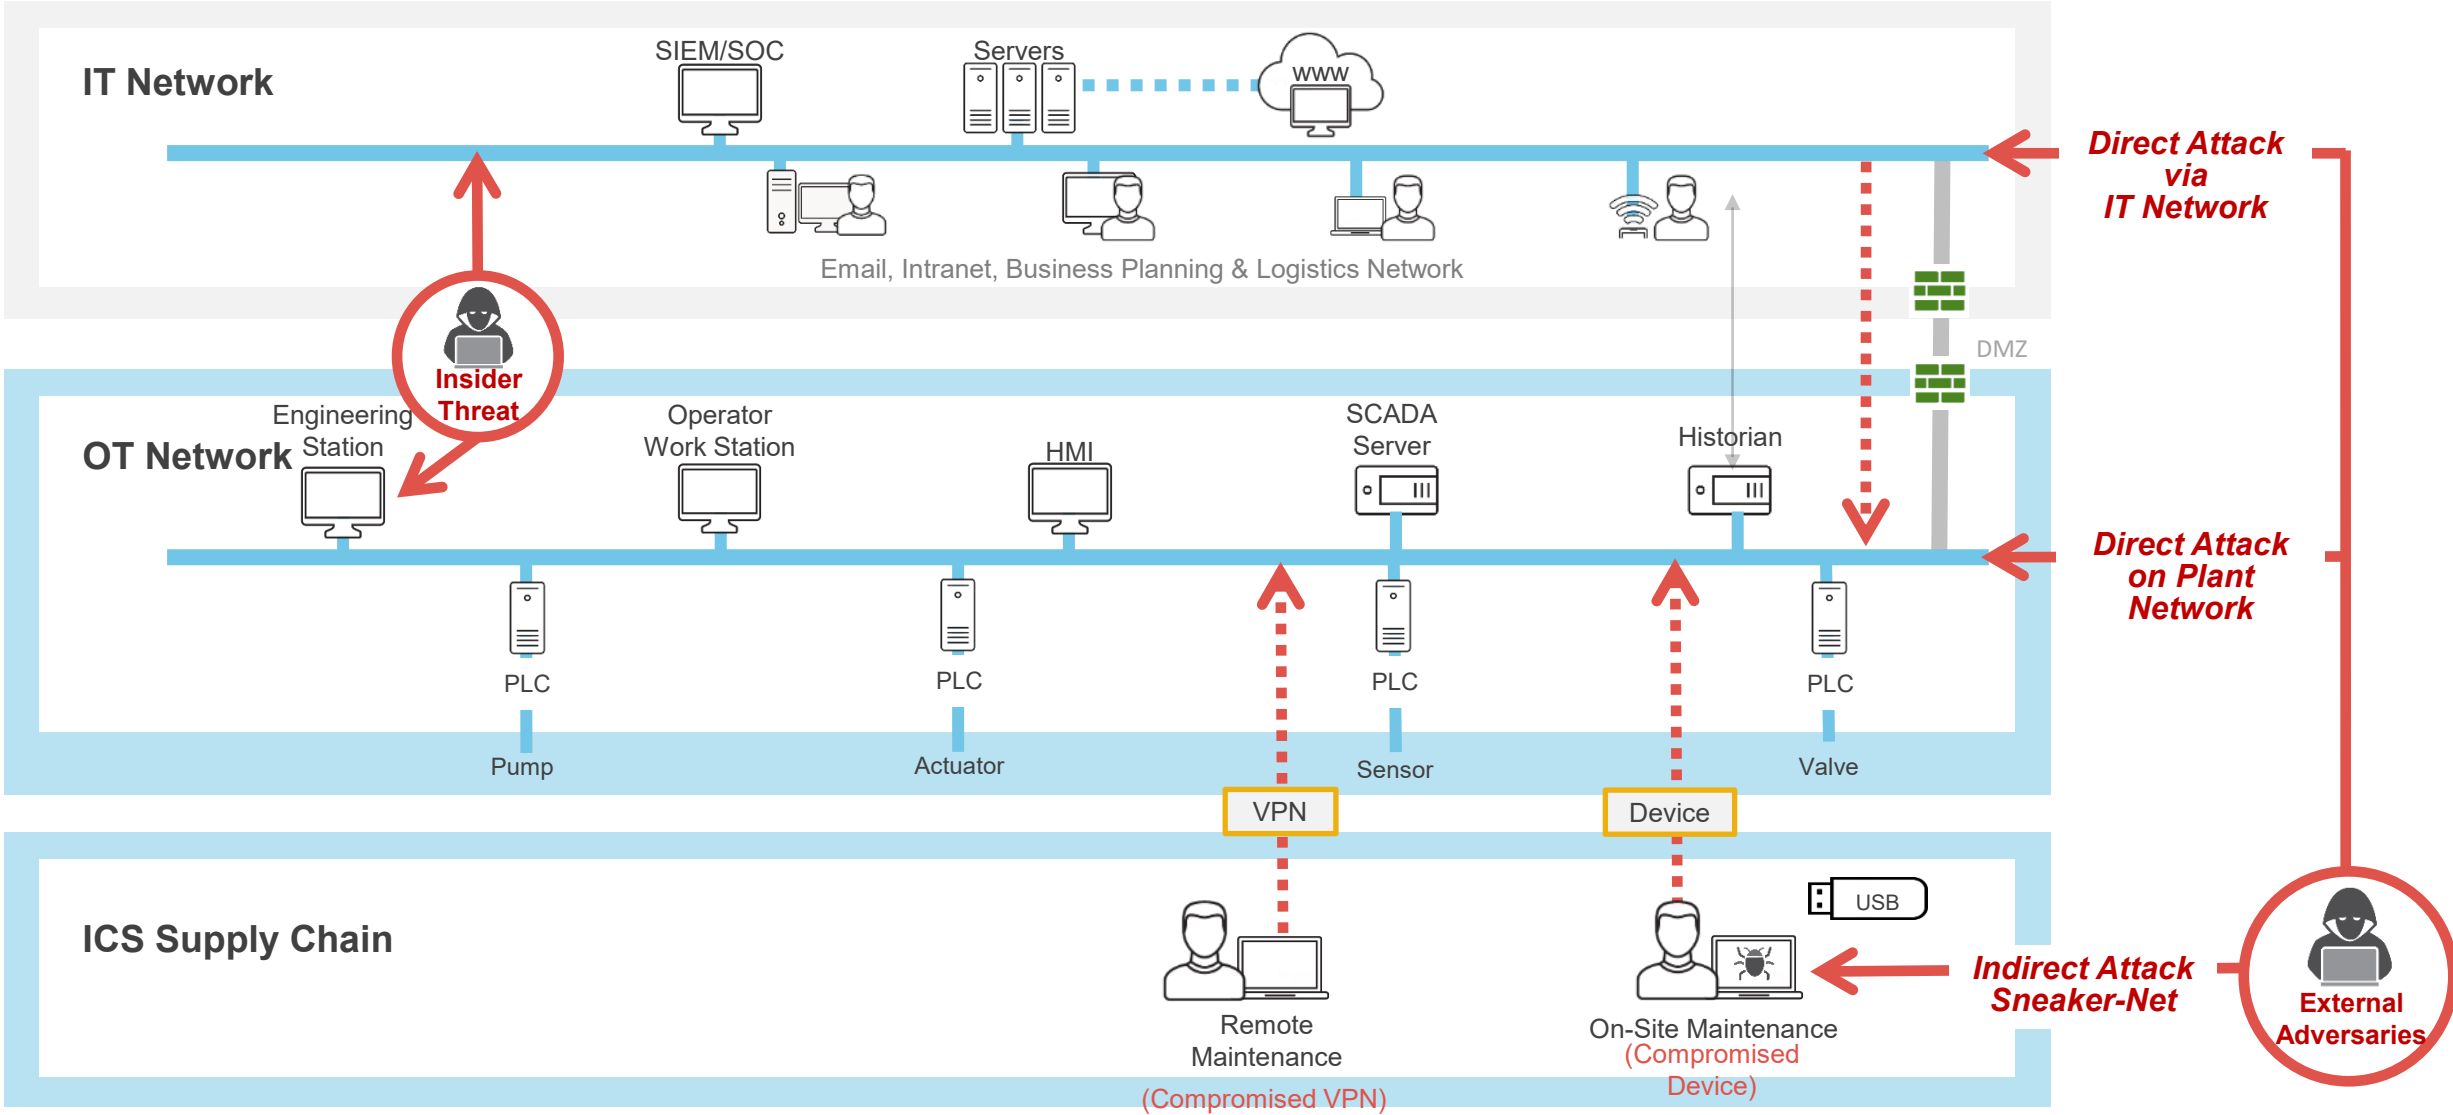 SIEM/SOC
Servers
WWW
IT Network
Direct Attack
via
IT Network
Email, Intranet, Business Planning & Logistics Network
DMZ
Insider
Threat
Engineering
Station
Operator
Work Station
HMI
SCADA
Server
Historian
OT Network
Direct Attack
on Plant
Network
PLC
PLC
PLC
PLC
Pump
Actuator
Sensor
Valve
VPN
Device
ICS Supply Chain
USB
Indirect Attack
Sneaker-Net
External
Adversaries
Remote
Maintenance
(Compromised VPN)
On-Site Maintenance
(Compromised
Device)